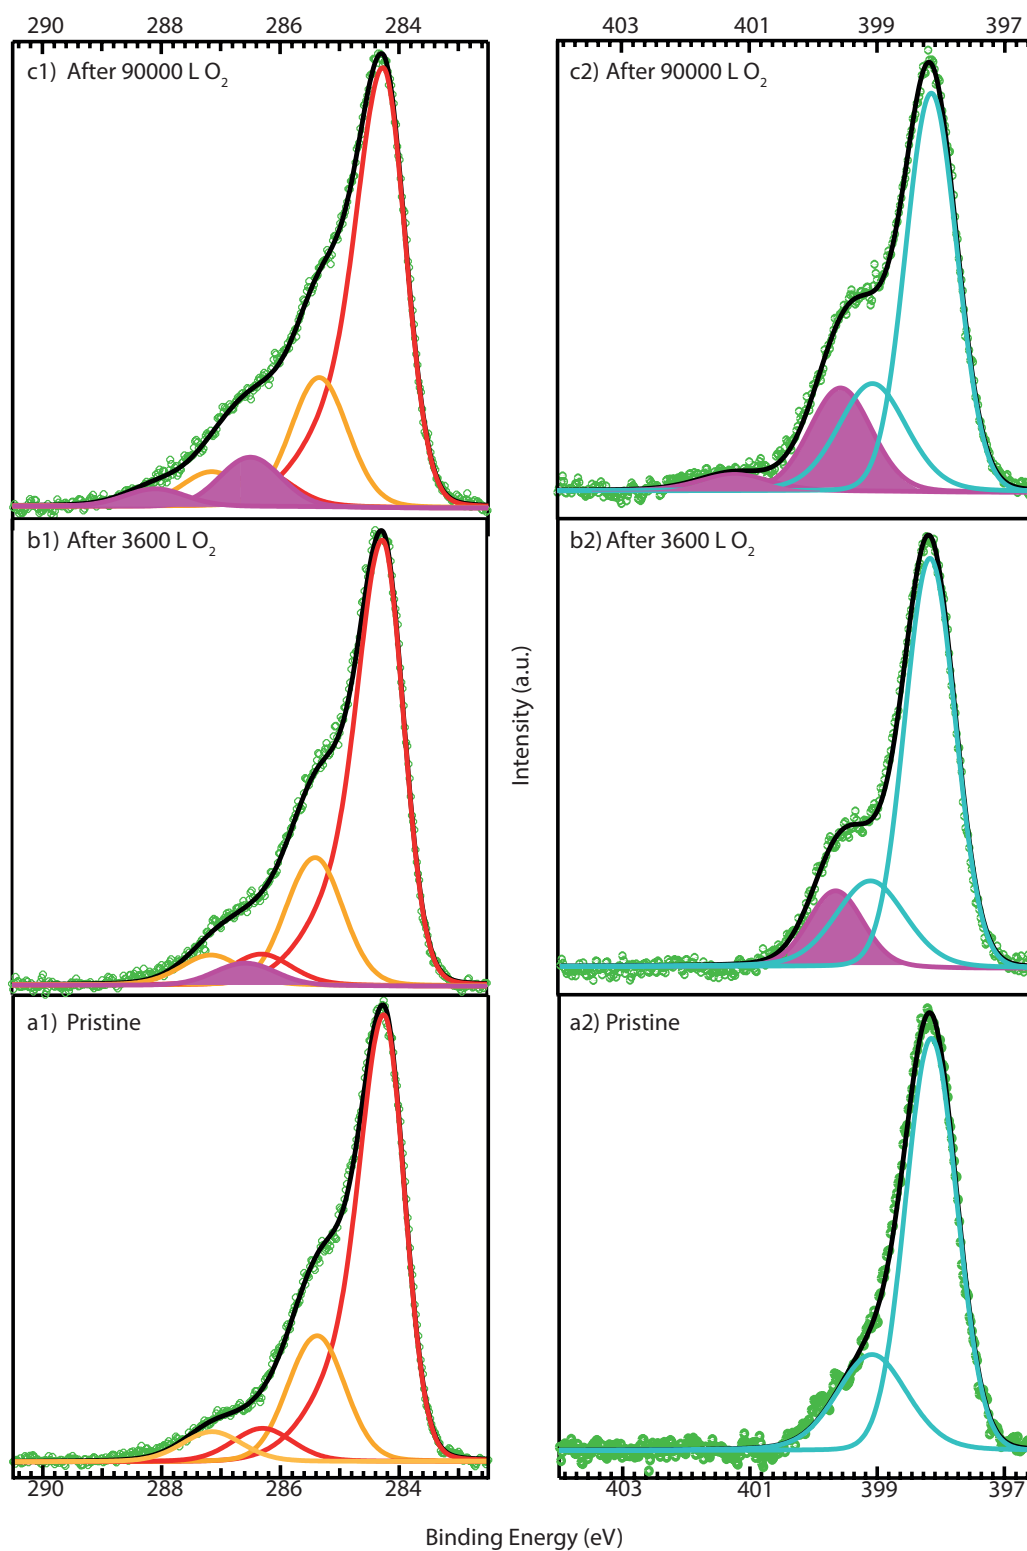 290 288 286 284
403 401 399 397
c1) After 90000 L O₂
c2) After 90000 L O₂
b1) After 3600 L O₂
b2) After 3600 L O₂
Intensity (a.u.)
a1) Pristine
a2) Pristine
290 288 286 284
403 401 399 397
Binding Energy (eV)